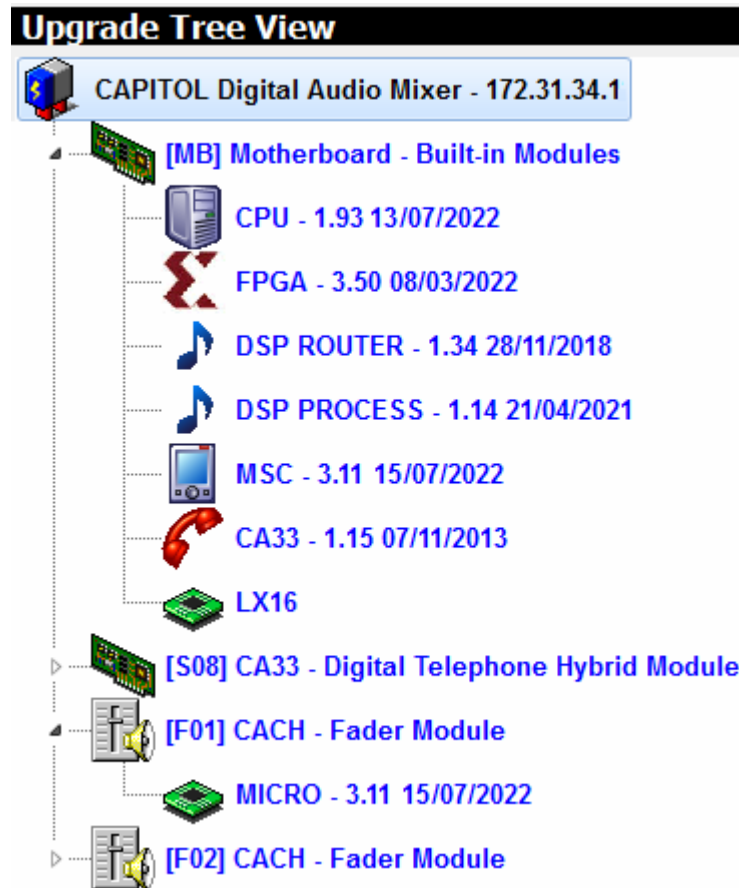 Upgrade Tree View
CAPITOL Digital Audio Mixer - 172.31.34.1
[MB] Motherboard - Built-in Modules
CPU - 1.93 13/07/2022
FPGA - 3.50 08/03/2022
DSP ROUTER - 1.34 28/11/2018
DSP PROCESS - 1.14 21/04/2021
MSC - 3.11 15/07/2022
CA33 - 1.15 07/11/2013
LX16
[S08] CA33 - Digital Telephone Hybrid Module
[F01] CACH - Fader Module
MICRO - 3.11 15/07/2022
[F02] CACH - Fader Module